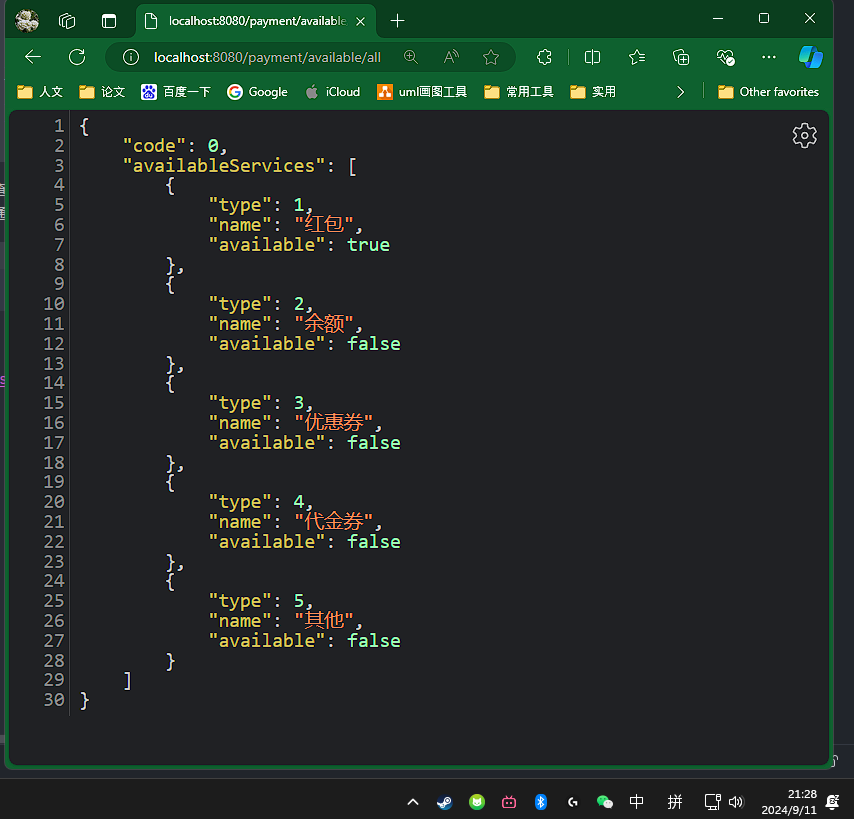 localhost:8080/payment/available
localhost:8080/payment/available/all
人文 论文 百度一下 Google iCloud uml画图工具 常用工具 实用 Other favorites
1 {
2 "code": 0,
3 "availableServices": [
4 {
5 "type": 1,
6 "name": "红包",
7 "available": true
8 },
9 {
10 "type": 2,
11 "name": "余额",
12 "available": false
13 },
14 {
15 "type": 3,
16 "name": "优惠券",
17 "available": false
18 },
19 {
20 "type": 4,
21 "name": "代金券",
22 "available": false
23 },
24 {
25 "type": 5,
26 "name": "其他",
27 "available": false
28 }
29 ]
30 }
中 拼 21:28
2024/9/11